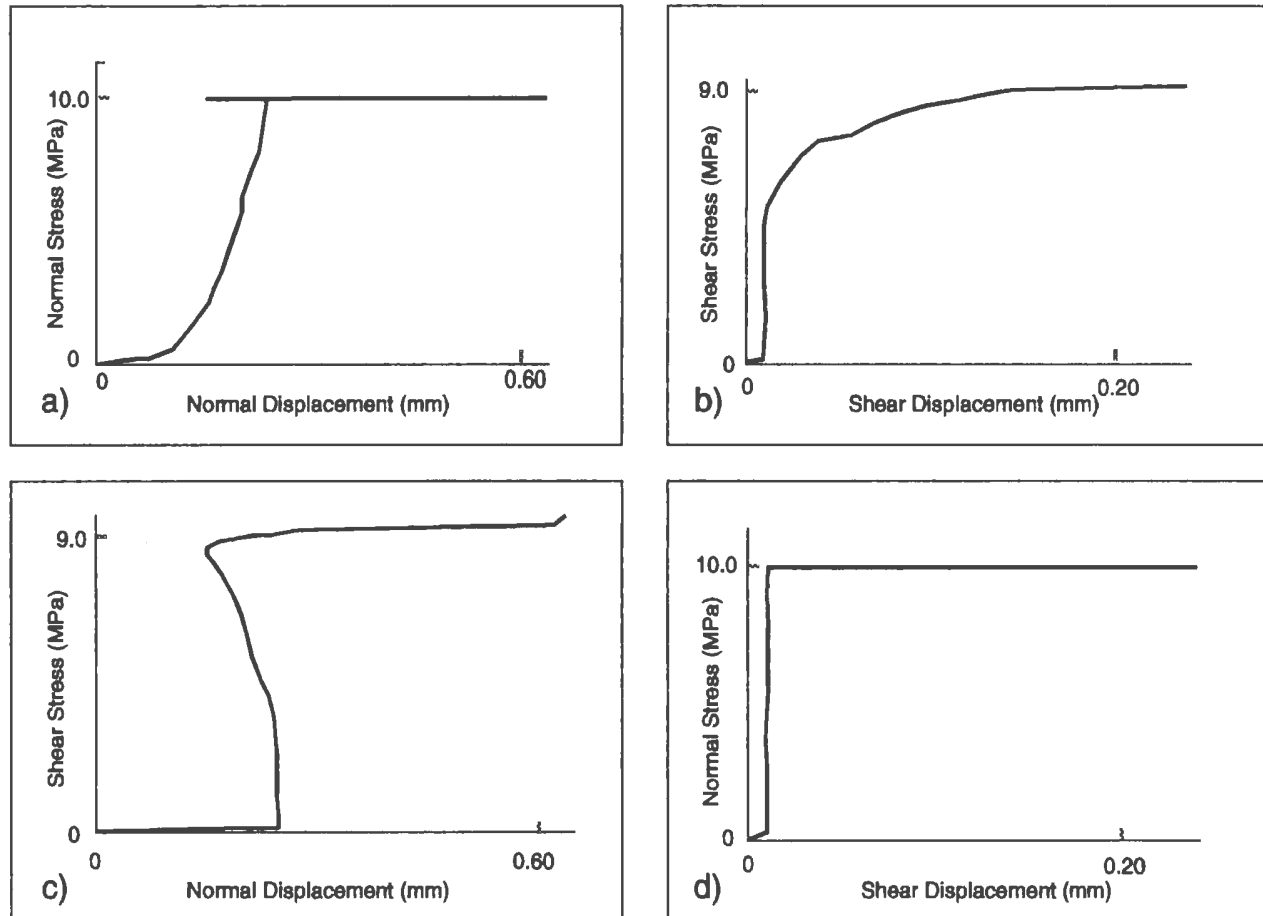 Normal Stress (MPa)
10.0
0
0
0.60
a)
Normal Displacement (mm)
Shear Stress (MPa)
9.0
0
0
0.20
b)
Shear Displacement (mm)
Shear Stress (MPa)
9.0
0
0
0.60
c)
Normal Displacement (mm)
Normal Stress (MPa)
10.0
0
0
0.20
d)
Shear Displacement (mm)